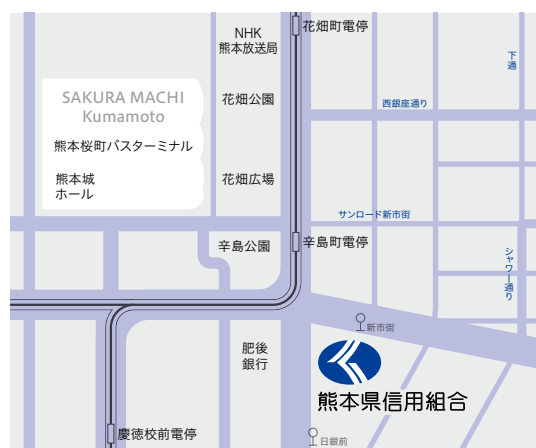 NHK
熊本放送局
花畑町電停
下通
SAKURA MACHI
Kumamoto
花畑公園
西銀座通り
熊本桜町バスターミナル
熊本城
ホール
花畑広場
サンロード新市街
辛島公園
辛島町電停
シャワー通り
新市街
肥後
銀行
熊本県信用組合
慶徳校前電停
日銀前